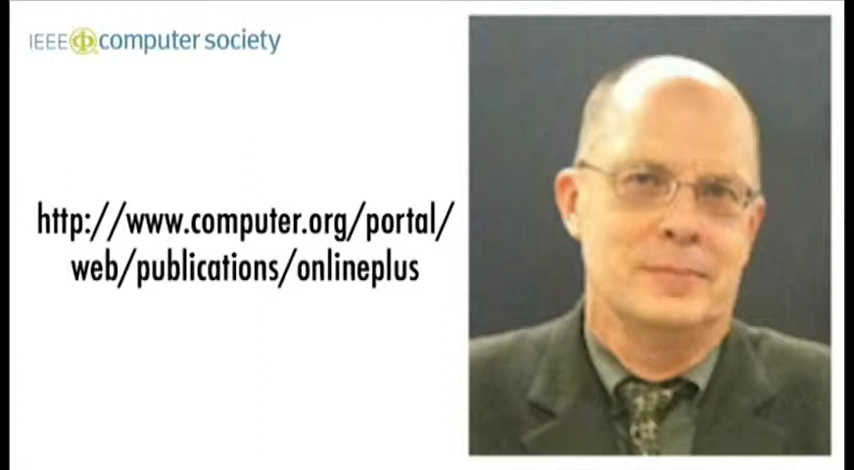 IEEE computer society
http://www.computer.org/portal/
web/publications/onlineplus